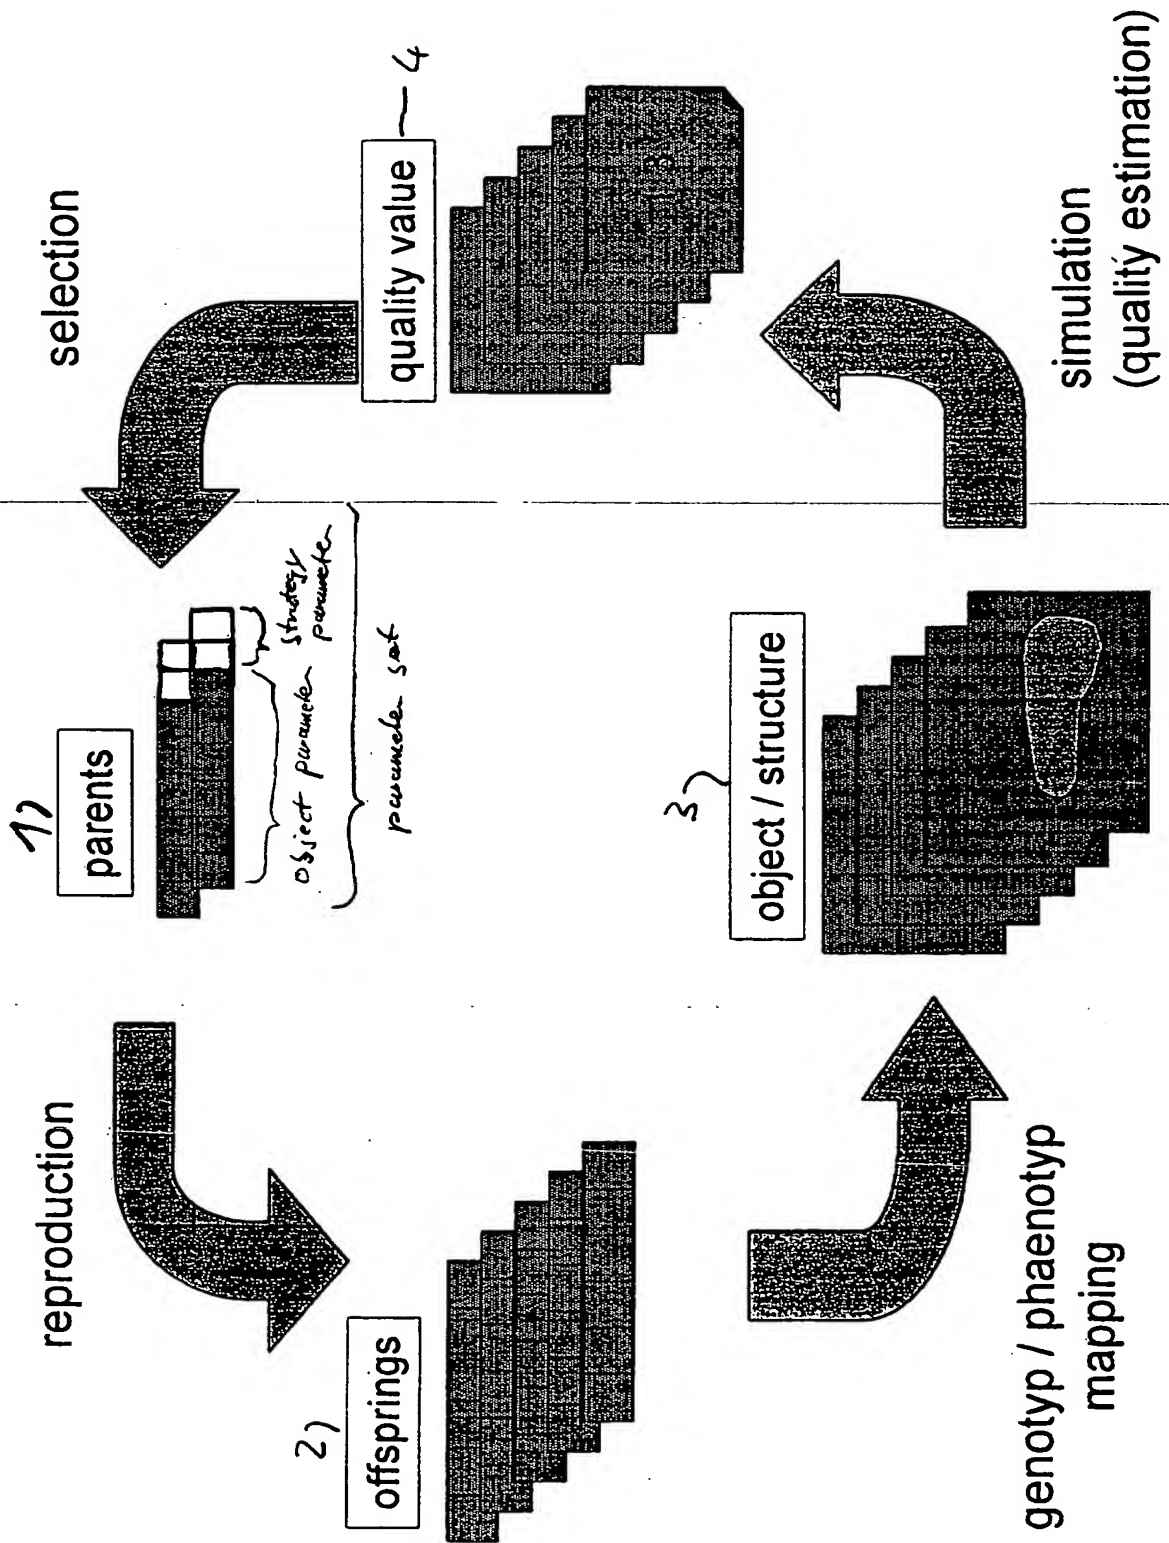 reproduction
1)
parents
object parameter
strategy
parameter
parameter set
selection
2)
offsprings
4
quality value
3
object / structure
genotyp / phaenotyp
mapping
simulation
(quality estimation)